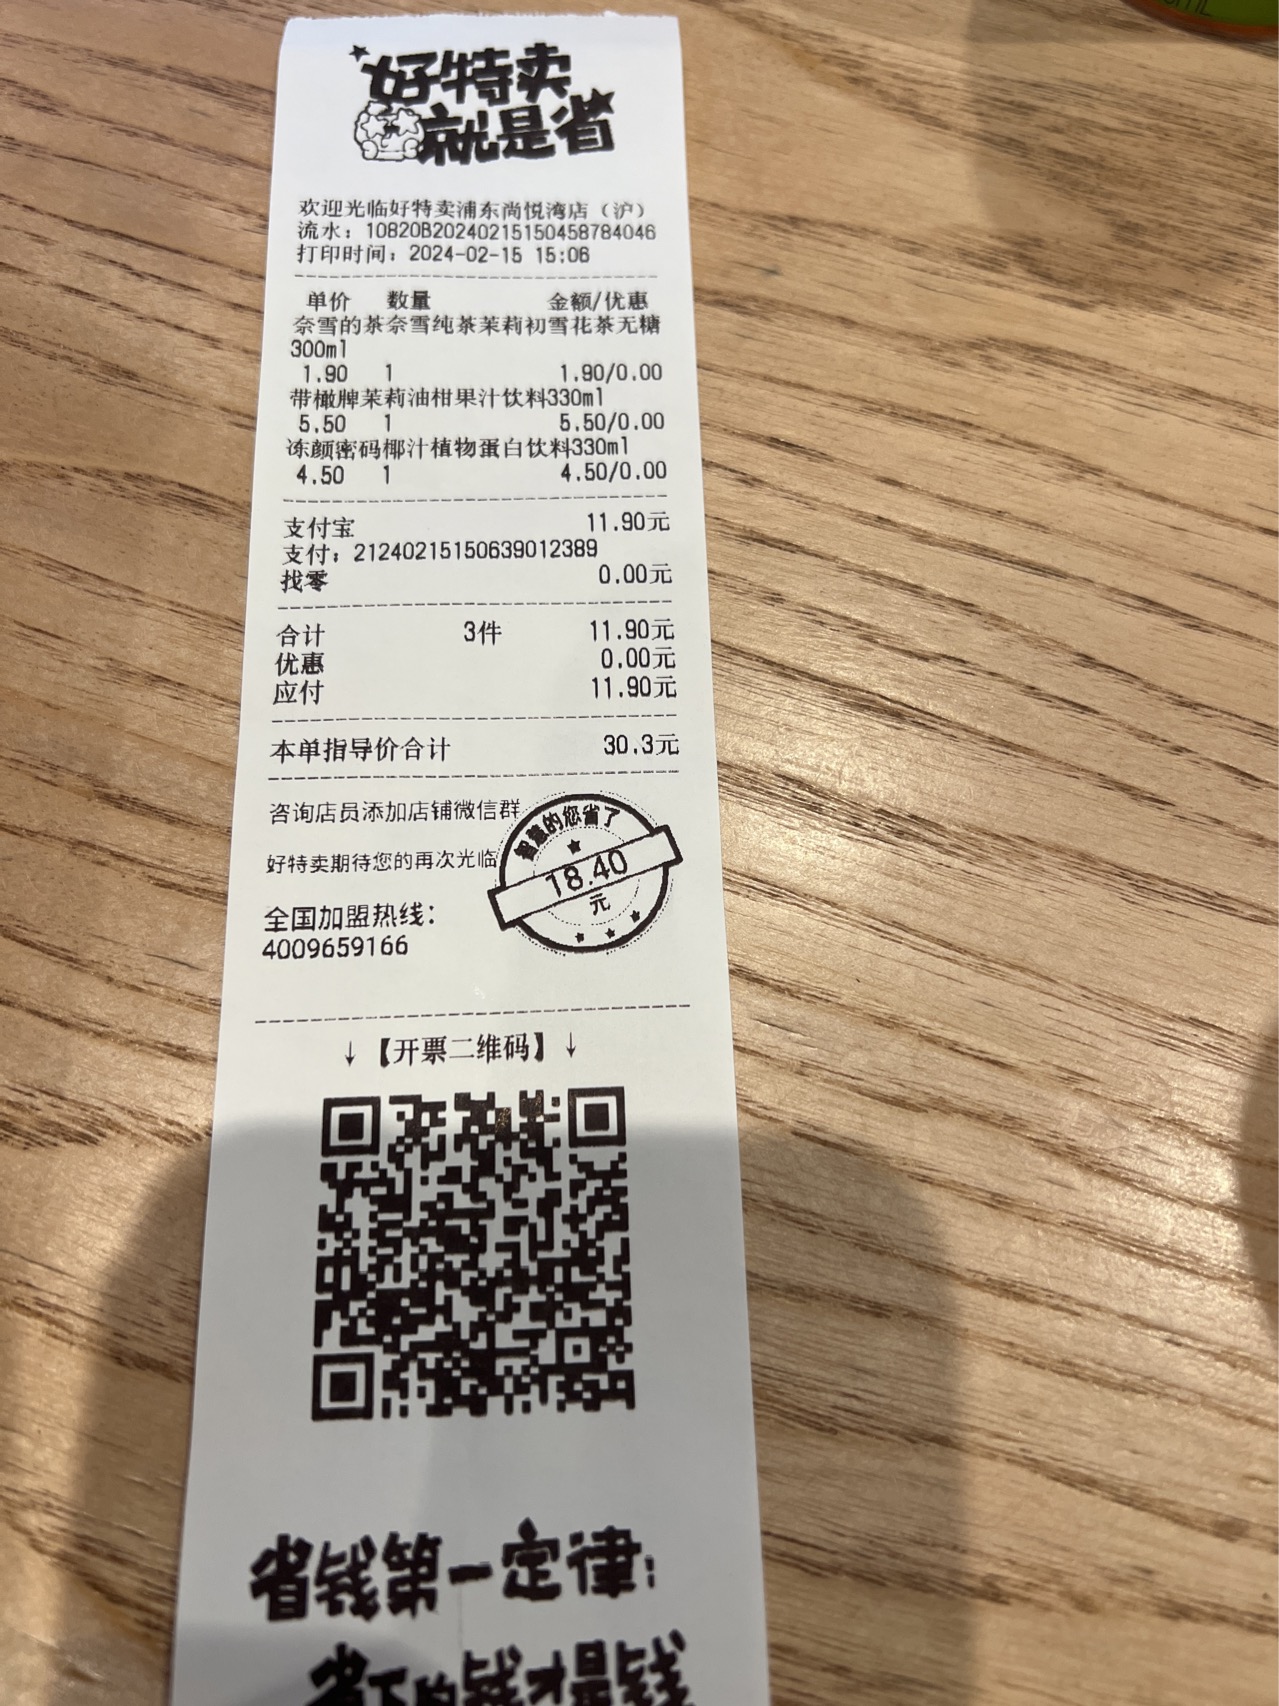 好特卖
就是省
欢迎光临好特卖浦东尚悦湾店（沪）
流水：10820B20240215150458784046
打印时间：2024-02-15 15:06
单价 数量 金额/优惠
奈雪的茶奈雪纯茶茉莉初雪花茶无糖
300ml
1.90 1 1.90/0.00
带橄牌茉莉油柑果汁饮料330ml
5.50 1 5.50/0.00
冻颜密码椰汁植物蛋白饮料330ml
4.50 1 4.50/0.00
支付宝 11.90元
支付：21240215150639012389
找零 0.00元
合计 3件 11.90元
优惠 0.00元
应付 11.90元
本单指导价合计 30.3元
咨询店员添加店铺微信群
好特卖期待您的再次光临
智慧的您省了
18.40
元
全国加盟热线：
4009659166
↓【开票二维码】↓
省钱第一定律：
省下的钱才是钱